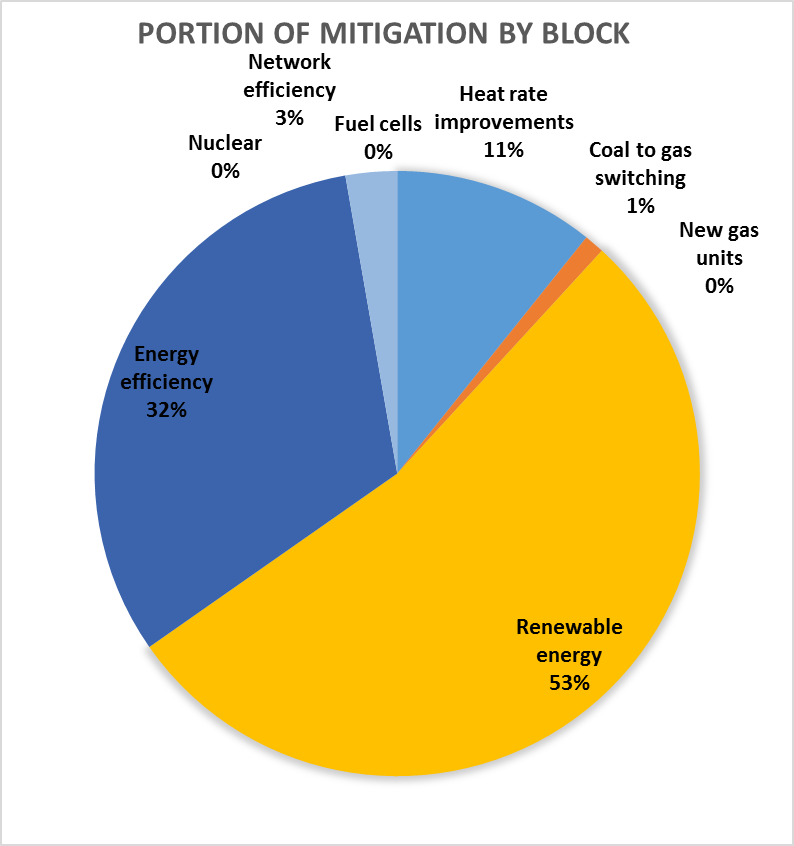 PORTION OF MITIGATION BY BLOCK
Network
efficiency
3%
Fuel cells
0%
Heat rate
improvements
11%
Nuclear
0%
Coal to gas
switching
1%
New gas
units
0%
Energy
efficiency
32%
Renewable
energy
53%